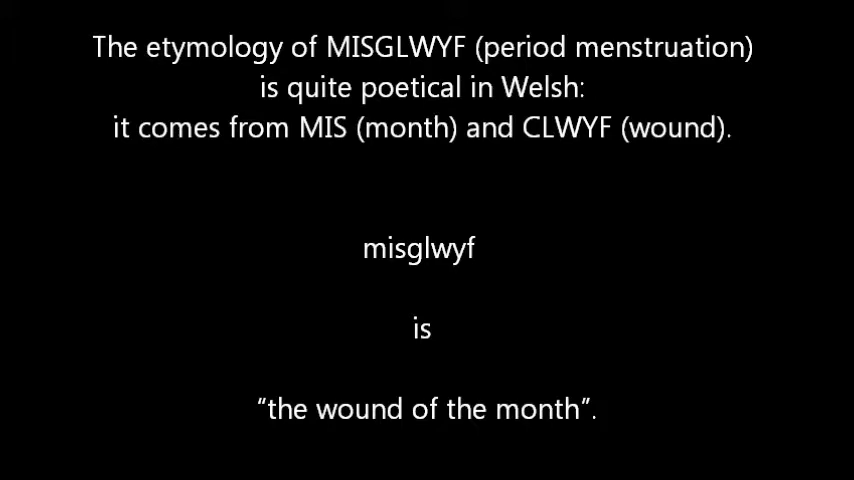 The etymology of MISGLWYF (period menstruation)
is quite poetical in Welsh:
it comes from MIS (month) and CLWYF (wound).
misglwyf
is
“the wound of the month”.